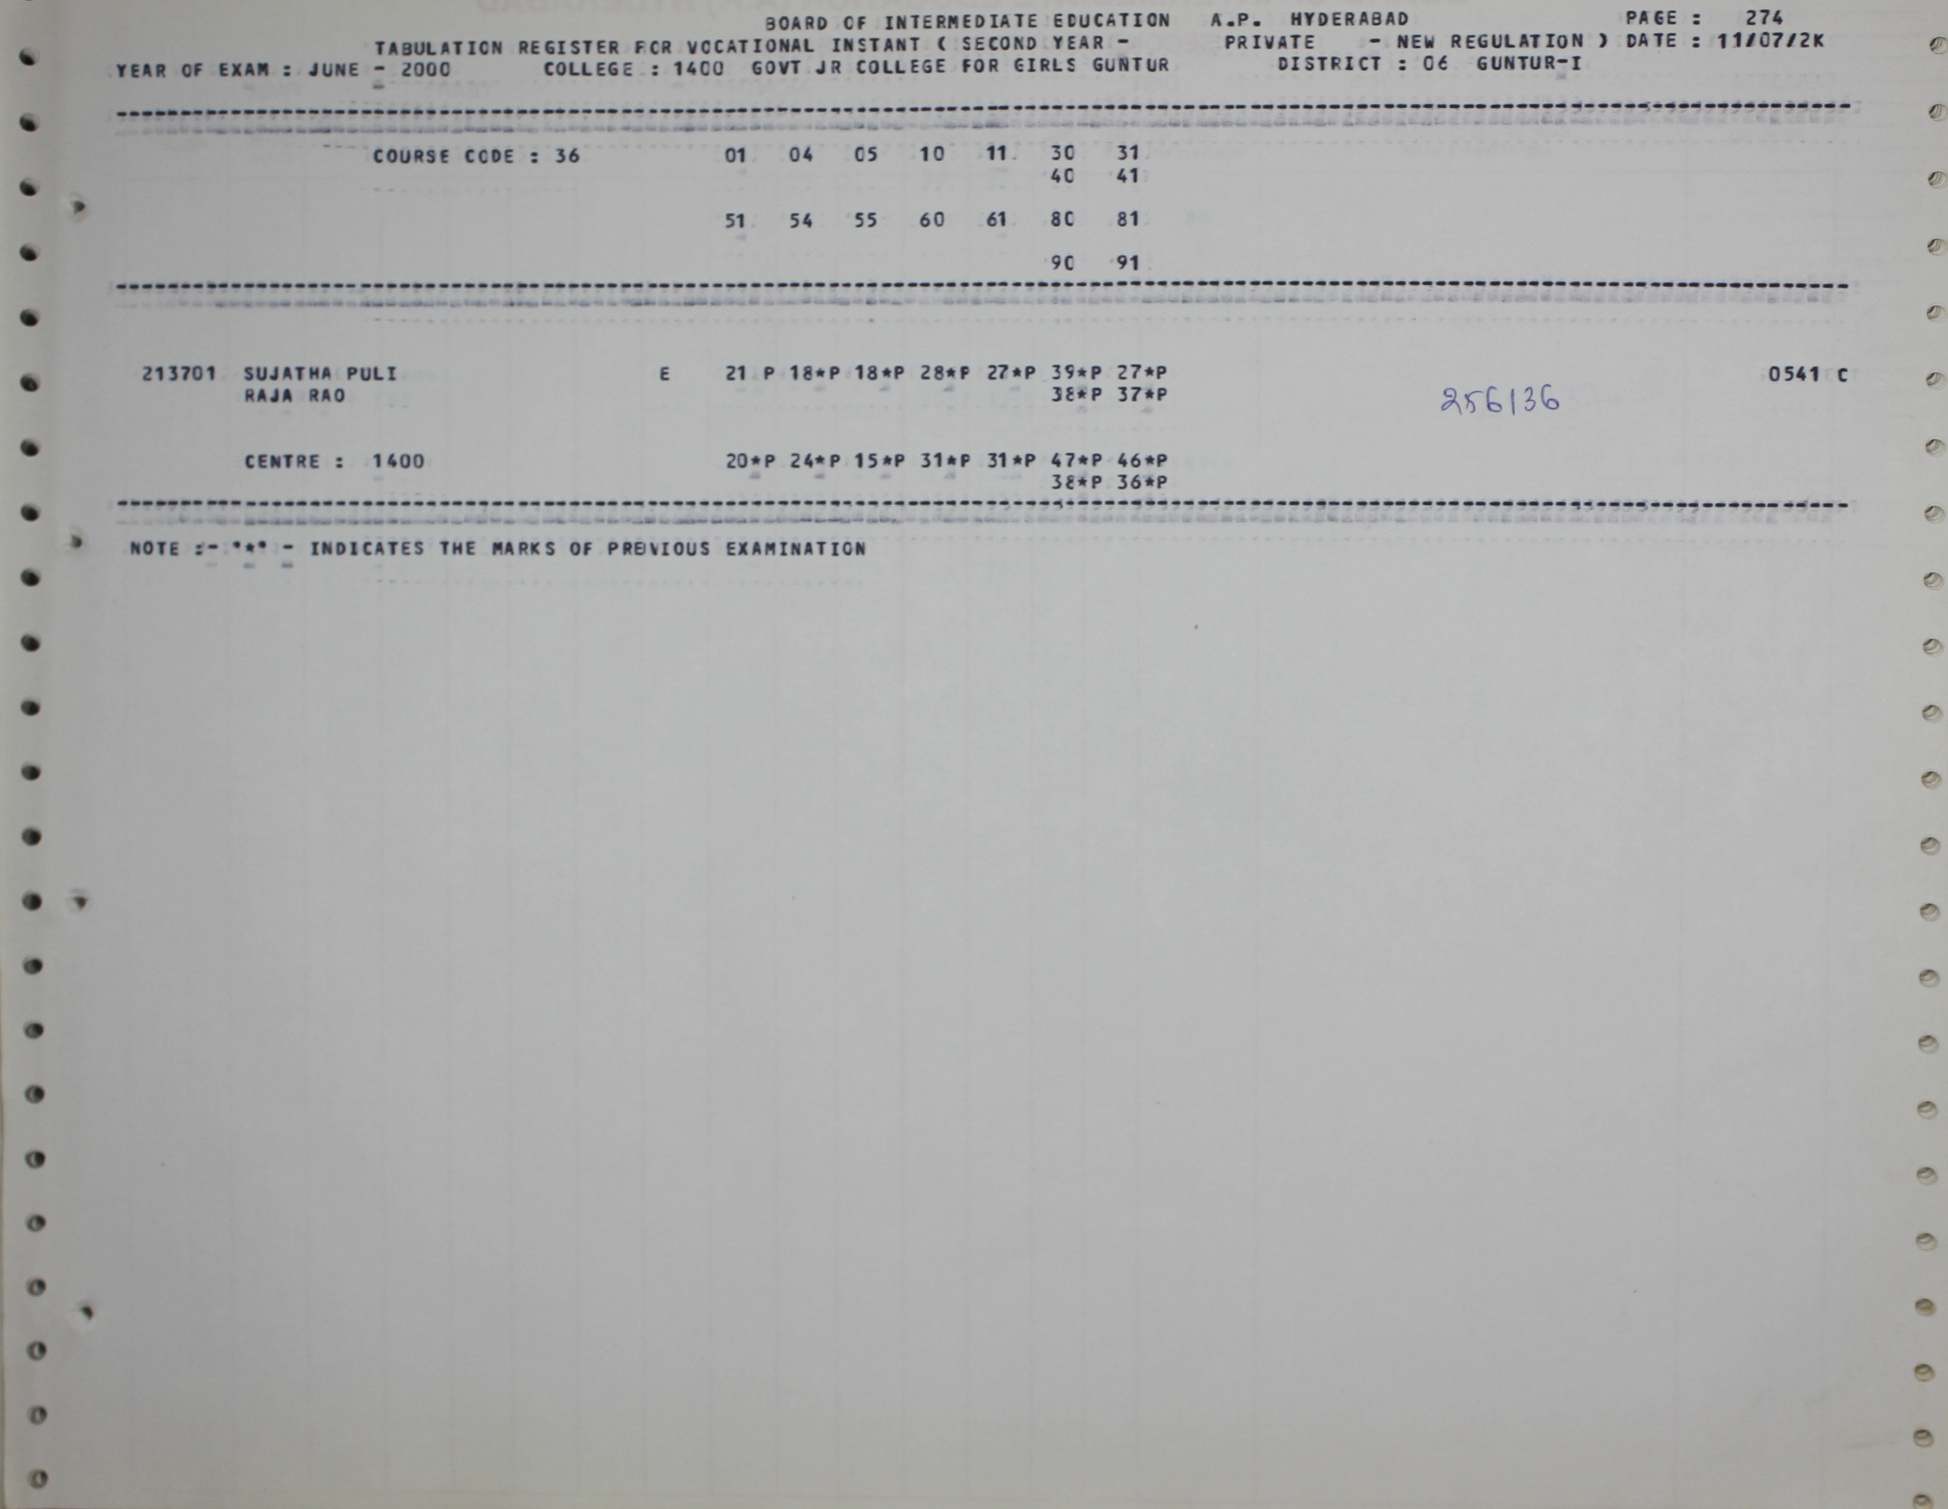 BOARD OF INTERMEDIATE EDUCATION A.P. HYDERABAD PAGE : 274
TABULATION REGISTER FOR VOCATIONAL INSTANT ( SECOND YEAR - PRIVATE - NEW REGULATION ) DATE : 11/07/2K
YEAR OF EXAM : JUNE - 2000 COLLEGE : 1400 GOVT JR COLLEGE FOR GIRLS GUNTUR DISTRICT : 06 GUNTUR-I
COURSE CODE : 36 01 04 05 10 11 30 31
40 41
51 54 55 60 61 80 81
90 91
213701 SUJATHA PULI E 21 P 18*P 18*P 28*P 27*P 39*P 27*P 0541 C
RAJA RAO 38*P 37*P 256136
CENTRE : 1400 20*P 24*P 15*P 31*P 31*P 47*P 46*P
38*P 36*P
NOTE :- "*" - INDICATES THE MARKS OF PREVIOUS EXAMINATION